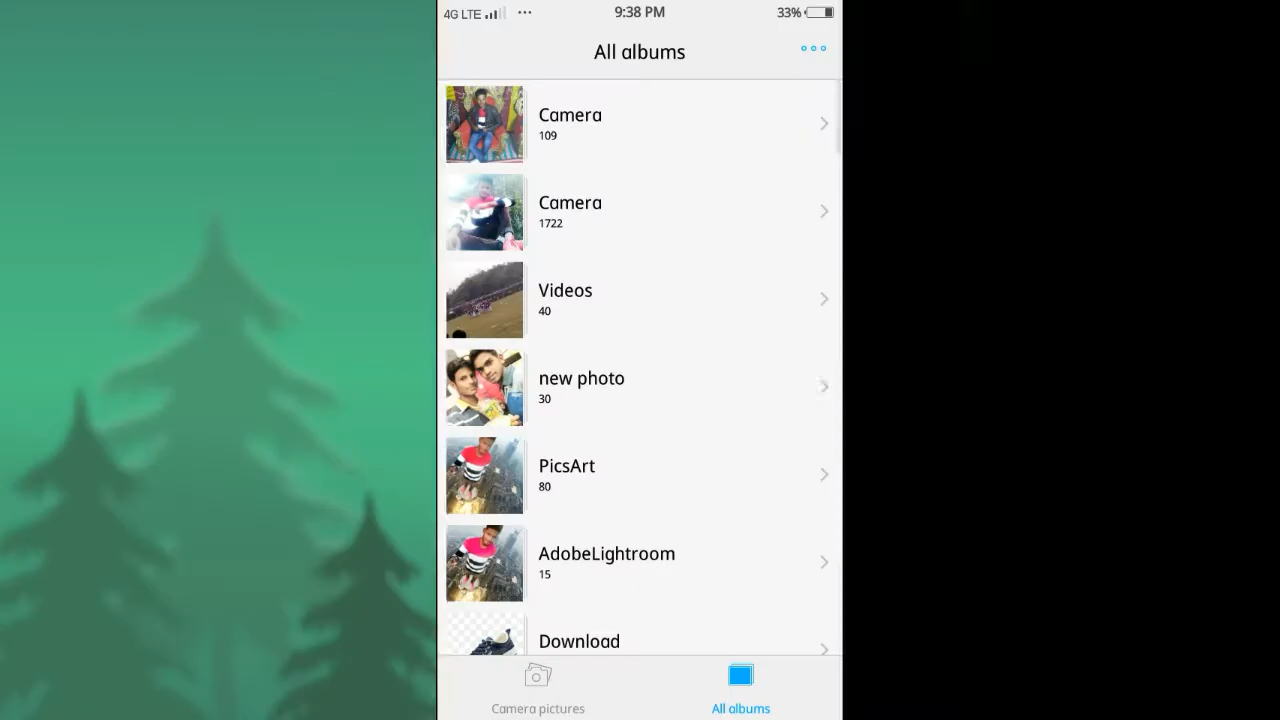 4G LTE ... 9:38 PM 33%
All albums
Camera
109
Camera
1722
Videos
40
new photo
30
PicsArt
80
AdobeLightroom
15
Download
Camera pictures All albums